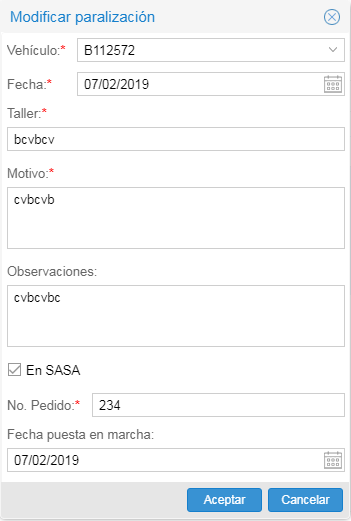 Modificar paralización
Vehículo:* B112572
Fecha:* 07/02/2019
Taller:*
bcvbcv
Motivo:*
cvbcvb
Observaciones:
cvbcvbc
En SASA
No. Pedido:* 234
Fecha puesta en marcha:
07/02/2019
Aceptar Cancelar